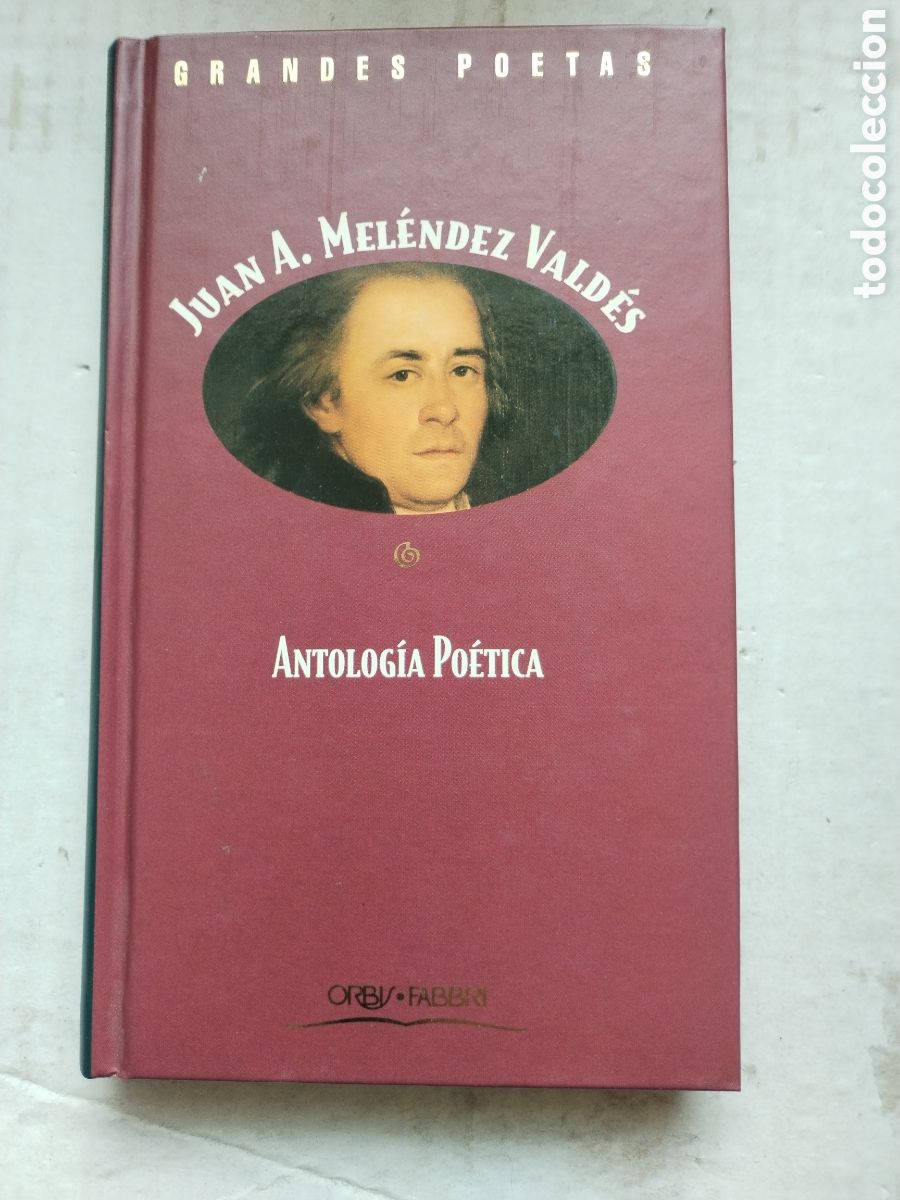 GRANDES POETAS
JUAN A. MELÉNDEZ VALDÉS
ANTOLOGÍA POÉTICA
ORBIS•FABBRI
todocoleccion